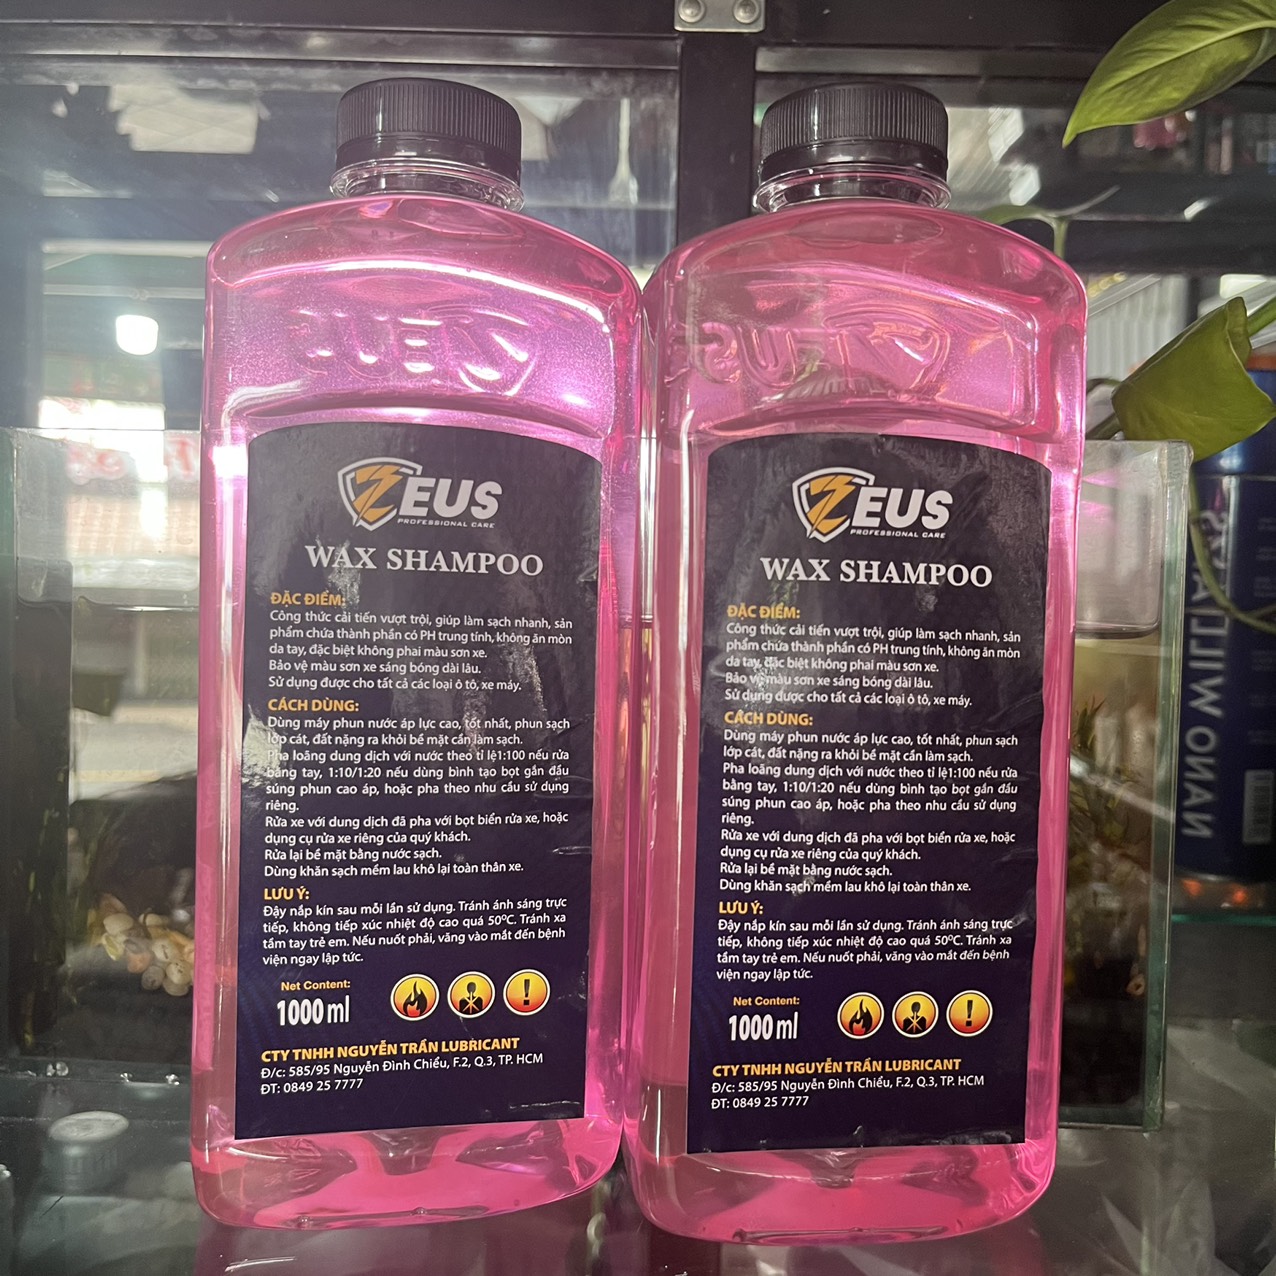 ZEUS
PROFESSIONAL CARE
WAX SHAMPOO
ĐẶC ĐIỂM:
Công thức cải tiến vượt trội, giúp làm sạch nhanh, sản
phẩm chứa thành phần có PH trung tính, không ăn mòn
da tay, đặc biệt không phai màu sơn xe.
Bảo vệ màu sơn xe sáng bóng dài lâu.
Sử dụng được cho tất cả các loại ô tô, xe máy.
CÁCH DÙNG:
Dùng máy phun nước áp lực cao, tốt nhất, phun sạch
lớp cát, đất nặng ra khỏi bề mặt cần làm sạch.
Pha loãng dung dịch với nước theo tỉ lệ1:100 nếu rửa
bằng tay, 1:10/1:20 nếu dùng bình tạo bọt gắn đầu
súng phun cao áp, hoặc pha theo nhu cầu sử dụng
riêng.
Rửa xe với dung dịch đã pha với bọt biển rửa xe, hoặc
dụng cụ rửa xe riêng của quý khách.
Rửa lại bề mặt bằng nước sạch.
Dùng khăn sạch mềm lau khô lại toàn thân xe.
LƯU Ý:
Đậy nắp kín sau mỗi lần sử dụng. Tránh ánh sáng trực
tiếp, không tiếp xúc nhiệt độ cao quá 50°C. Tránh xa
tầm tay trẻ em. Nếu nuốt phải, văng vào mắt đến bệnh
viện ngay lập tức.
Net Content:
1000 ml
CTY TNHH NGUYỄN TRẦN LUBRICANT
Đ/c: 585/95 Nguyễn Đình Chiểu, F.2, Q.3, TP. HCM
ĐT: 0849 25 7777
ZEUS
PROFESSIONAL CARE
WAX SHAMPOO
ĐẶC ĐIỂM:
Công thức cải tiến vượt trội, giúp làm sạch nhanh, sản
phẩm chứa thành phần có PH trung tính, không ăn mòn
da tay, đặc biệt không phai màu sơn xe.
Bảo vệ màu sơn xe sáng bóng dài lâu.
Sử dụng được cho tất cả các loại ô tô, xe máy.
CÁCH DÙNG:
Dùng máy phun nước áp lực cao, tốt nhất, phun sạch
lớp cát, đất nặng ra khỏi bề mặt cần làm sạch.
Pha loãng dung dịch với nước theo tỉ lệ1:100 nếu rửa
bằng tay, 1:10/1:20 nếu dùng bình tạo bọt gắn đầu
súng phun cao áp, hoặc pha theo nhu cầu sử dụng
riêng.
Rửa xe với dung dịch đã pha với bọt biển rửa xe, hoặc
dụng cụ rửa xe riêng của quý khách.
Rửa lại bề mặt bằng nước sạch.
Dùng khăn sạch mềm lau khô lại toàn thân xe.
LƯU Ý:
Đậy nắp kín sau mỗi lần sử dụng. Tránh ánh sáng trực
tiếp, không tiếp xúc nhiệt độ cao quá 50°C. Tránh xa
tầm tay trẻ em. Nếu nuốt phải, văng vào mắt đến bệnh
viện ngay lập tức.
Net Content:
1000 ml
CTY TNHH NGUYỄN TRẦN LUBRICANT
Đ/c: 585/95 Nguyễn Đình Chiểu, F.2, Q.3, TP. HCM
ĐT: 0849 25 7777
ZEUS
ZEUS
NANO